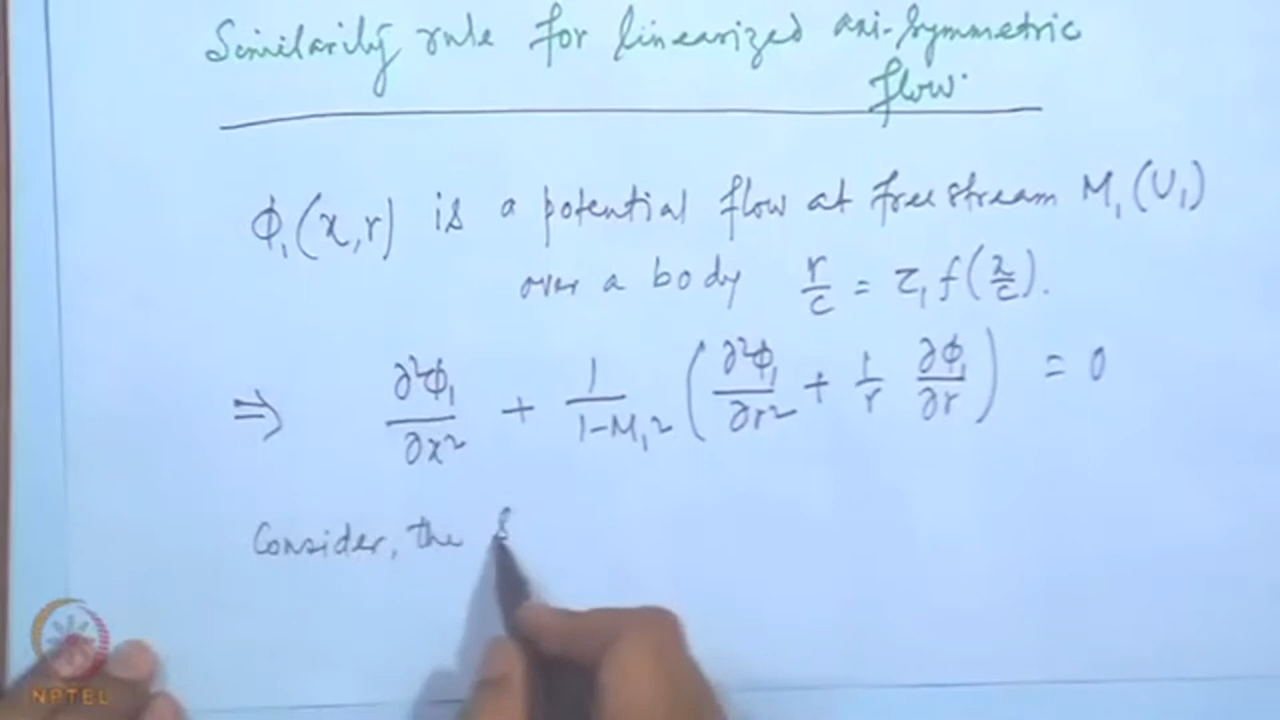 Similarity rule for linearized axi-symmetric
flow.
ϕ₁(x,r) is a potential flow at free stream M₁(U₁)
over a body r/c = τ₁ f(x/c).
⇒ ∂²ϕ₁/∂x² + 1/(1-M₁²) (∂²ϕ₁/∂r² + 1/r ∂ϕ₁/∂r) = 0
Consider, the
NPTEL